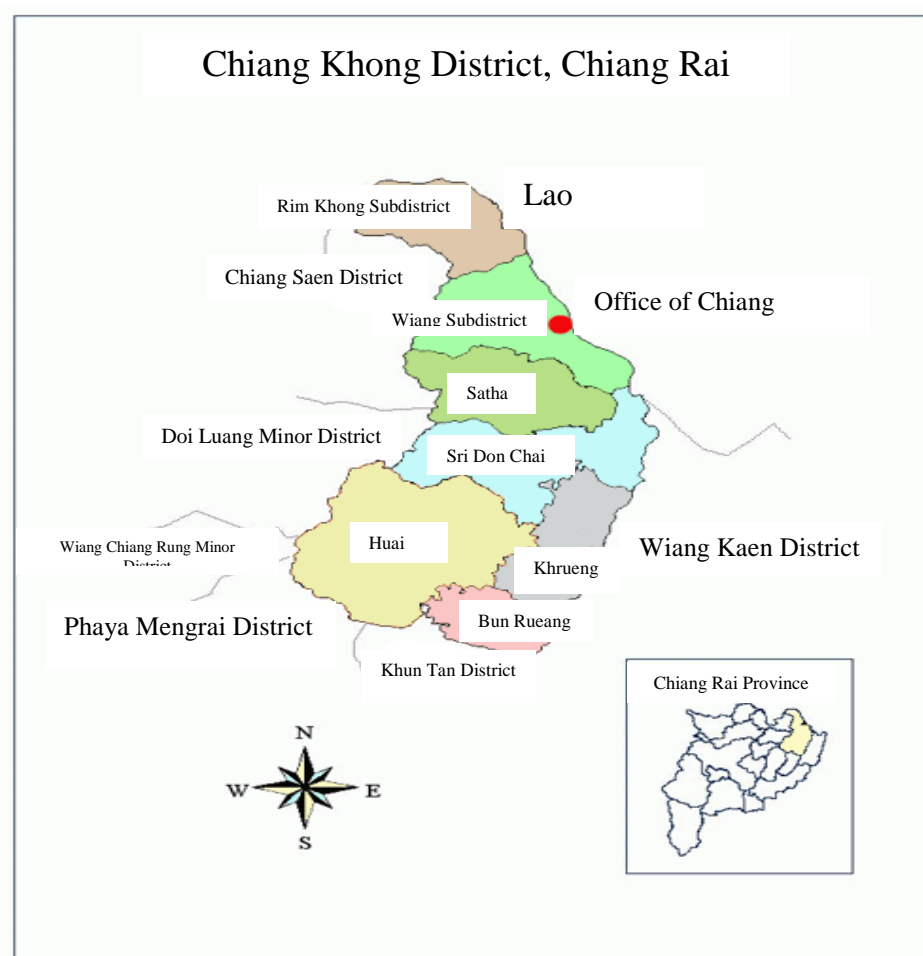 Chiang Khong District, Chiang Rai
Lao
Rim Khong Subdistrict
Chiang Saen District
Office of Chiang
Wiang Subdistrict
Satha
Doi Luang Minor District
Sri Don Chai
Huai
Wiang Chiang Rung Minor
District
Wiang Kaen District
Khrueng
Phaya Mengrai District
Bun Rueang
Khun Tan District
Chiang Rai Province
N
W
E
S